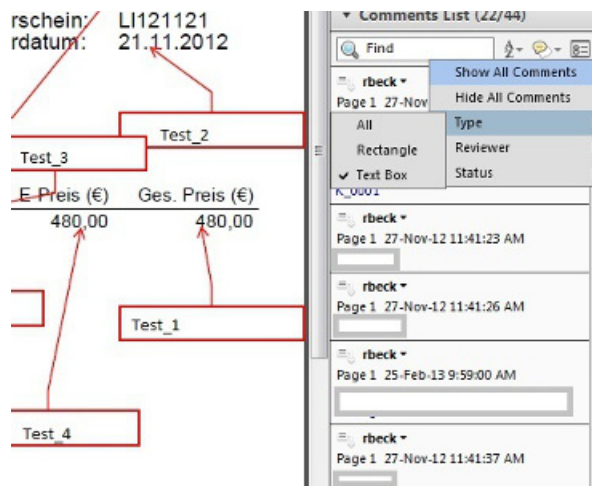 rschein: LI121121
rdatum: 21.11.2012
Test_2
Test_3
E-Preis (€) Ges. Preis (€)
480,00 480,00
Test_1
Test_4
Comments List (22/44)
Find
rbeck
Page 1 27-Nov
Show All Comments
Hide All Comments
Type
Reviewer
Status
All
Rectangle
Text Box
K_0001
rbeck
Page 1 27-Nov-12 11:41:23 AM
rbeck
Page 1 27-Nov-12 11:41:26 AM
rbeck
Page 1 25-Feb-13 9:59:00 AM
rbeck
Page 1 27-Nov-12 11:41:37 AM